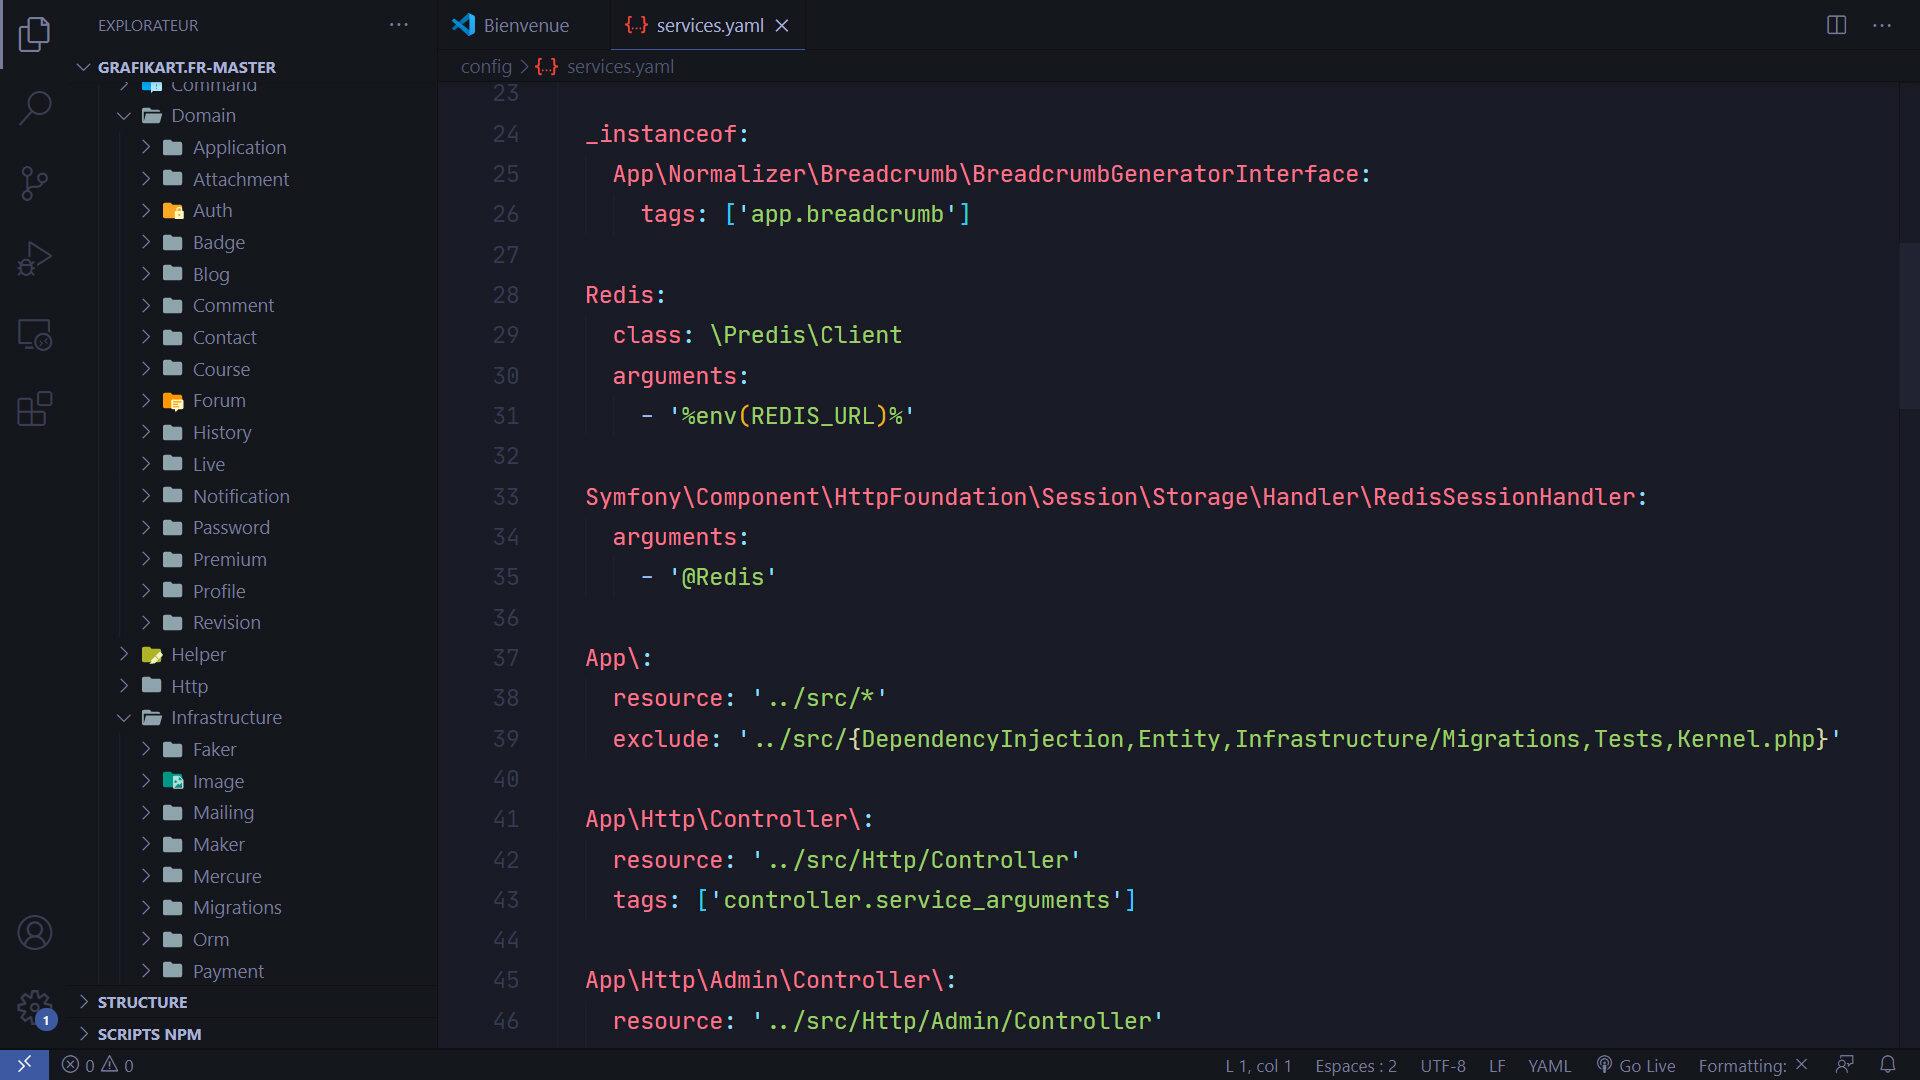 EXPLORATEUR
Bienvenue
services.yaml
GRAFIKART.FR-MASTER
config
services.yaml
Command
Domain
Application
Attachment
Auth
Badge
Blog
Comment
Contact
Course
Forum
History
Live
Notification
Password
Premium
Profile
Revision
Helper
Http
Infrastructure
Faker
Image
Mailing
Maker
Mercure
Migrations
Orm
Payment
STRUCTURE
SCRIPTS NPM
1
23
24 _instanceof:
25 App\Normalizer\Breadcrumb\BreadcrumbGeneratorInterface:
26 tags: ['app.breadcrumb']
27
28 Redis:
29 class: \Predis\Client
30 arguments:
31 - '%env(REDIS_URL)%'
32
33 Symfony\Component\HttpFoundation\Session\Storage\Handler\RedisSessionHandler:
34 arguments:
35 - '@Redis'
36
37 App\:
38 resource: '../src/*'
39 exclude: '../src/{DependencyInjection,Entity,Infrastructure/Migrations,Tests,Kernel.php}'
40
41 App\Http\Controller\:
42 resource: '../src/Http/Controller'
43 tags: ['controller.service_arguments']
44
45 App\Http\Admin\Controller\:
46 resource: '../src/Http/Admin/Controller'
0 0 L 1, col 1 Espaces : 2 UTF-8 LF YAML Go Live Formatting: ×